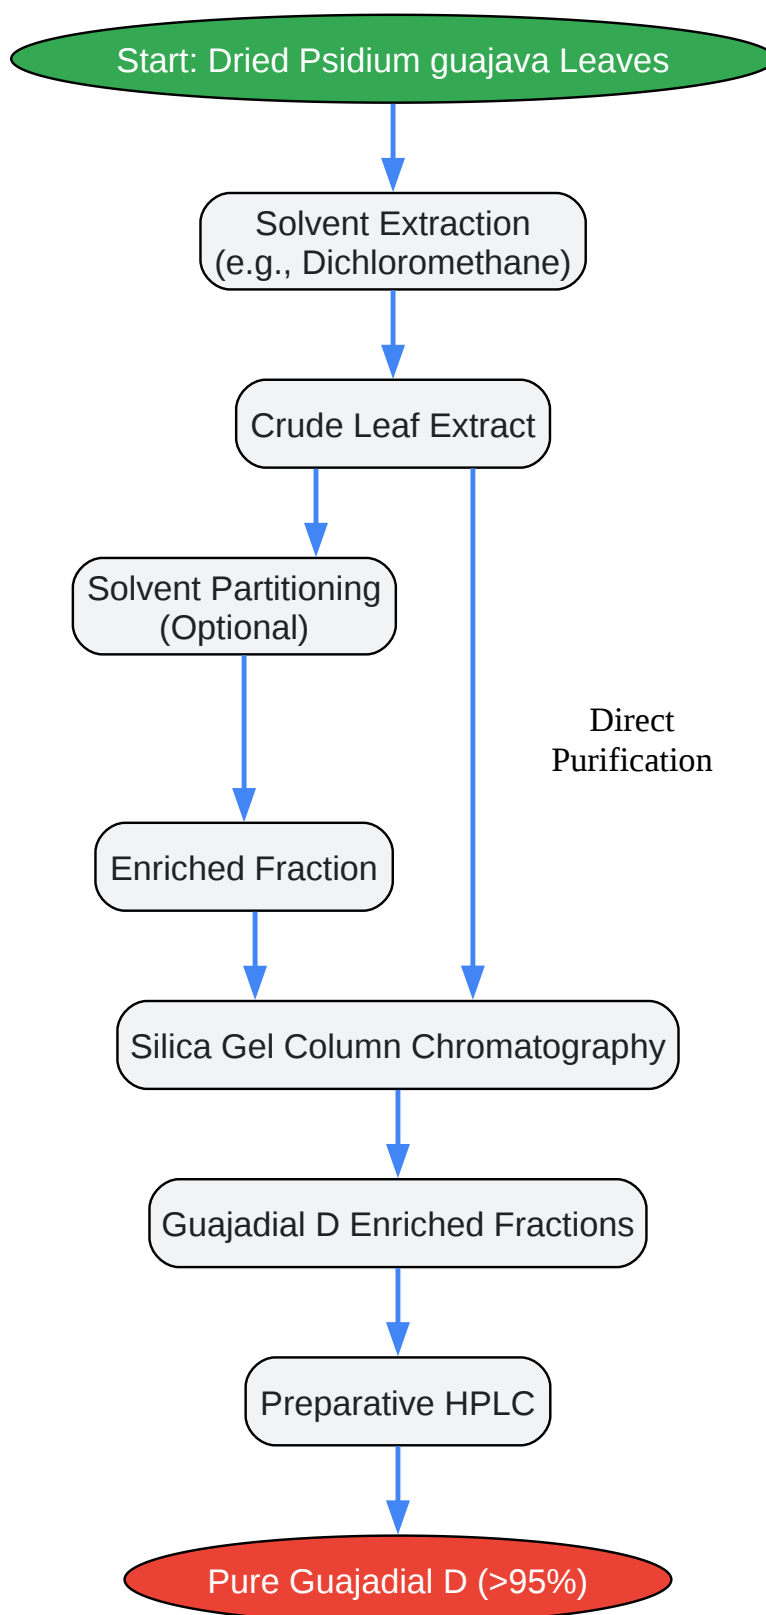 Start: Dried Psidium guajava Leaves
Solvent Extraction
(e.g., Dichloromethane)
Crude Leaf Extract
Solvent Partitioning
(Optional)
Direct
Purification
Enriched Fraction
Silica Gel Column Chromatography
Guajadial D Enriched Fractions
Preparative HPLC
Pure Guajadial D (>95%)